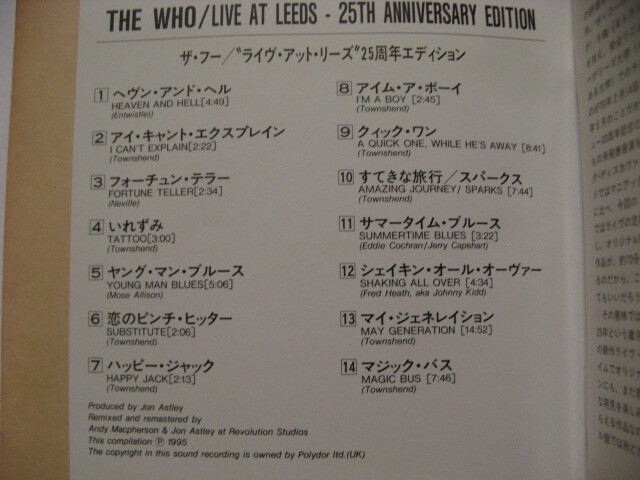 THE WHO/LIVE AT LEEDS - 25TH ANNIVERSARY EDITION
ザ・フー/“ライヴ・アット・リーズ”25周年エディション
1 ヘヴン・アンド・ヘル
HEAVEN AND HELL[4:49]
(Entwistle))
2 アイ・キャント・エクスプレイン
I CAN'T EXPLAIN[2:22]
(Townshend)
3 フォーチュン・テラー
FORTUNE TELLER[2:34]
(Neville)
4 いれずみ
TATTOO[3:00]
(Townshend)
5 ヤング・マン・ブルース
YOUNG MAN BLUES[5:06]
(Mose Allison)
6 恋のピンチ・ヒッター
SUBSTITUTE[2:06]
(Townshend)
7 ハッピー・ジャック
HAPPY JACK[2:13]
(Townshend)
8 アイム・ア・ボーイ
I'M A BOY [2:45]
(Townshend)
9 クィック・ワン
A QUICK ONE, WHILE HE'S AWAY [8:41]
(Townshend)
10 すてきな旅行/スパークス
AMAZING JOURNEY/ SPARKS [7:44]
(Townshend)
11 サマータイム・ブルース
SUMMERTIME BLUES [3:22]
(Eddie Cochran/Jerry Capehart)
12 シェイキン・オール・オーヴァー
SHAKING ALL OVER [4:34]
(Fred Heath, aka Johnny Kidd)
13 マイ・ジェネレイション
MAY GENERATION [14:52]
(Townshend)
14 マジック・バス
MAGIC BUS [7:46]
(Townshend)
Produced by Jon Astley
Remixed and remastered by
Andy Macpherson & Jon Astley at Revolution Studios
This compilation Ⓟ 1995
The copyright in this sound recording is owned by Polydor ltd.(UK)